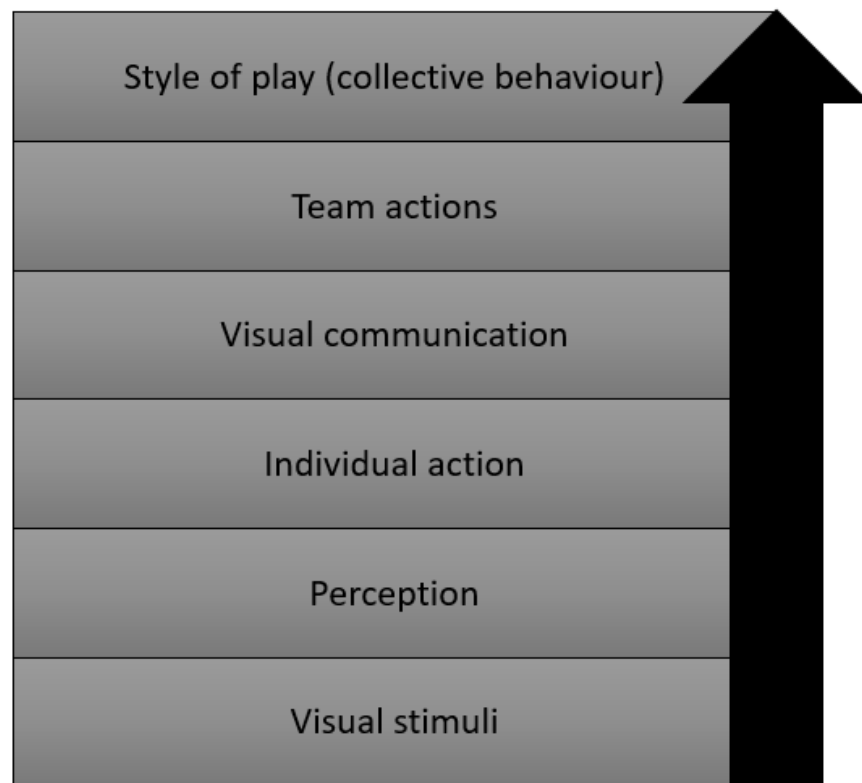 Style of play (collective behaviour)
Team actions
Visual communication
Individual action
Perception
Visual stimuli